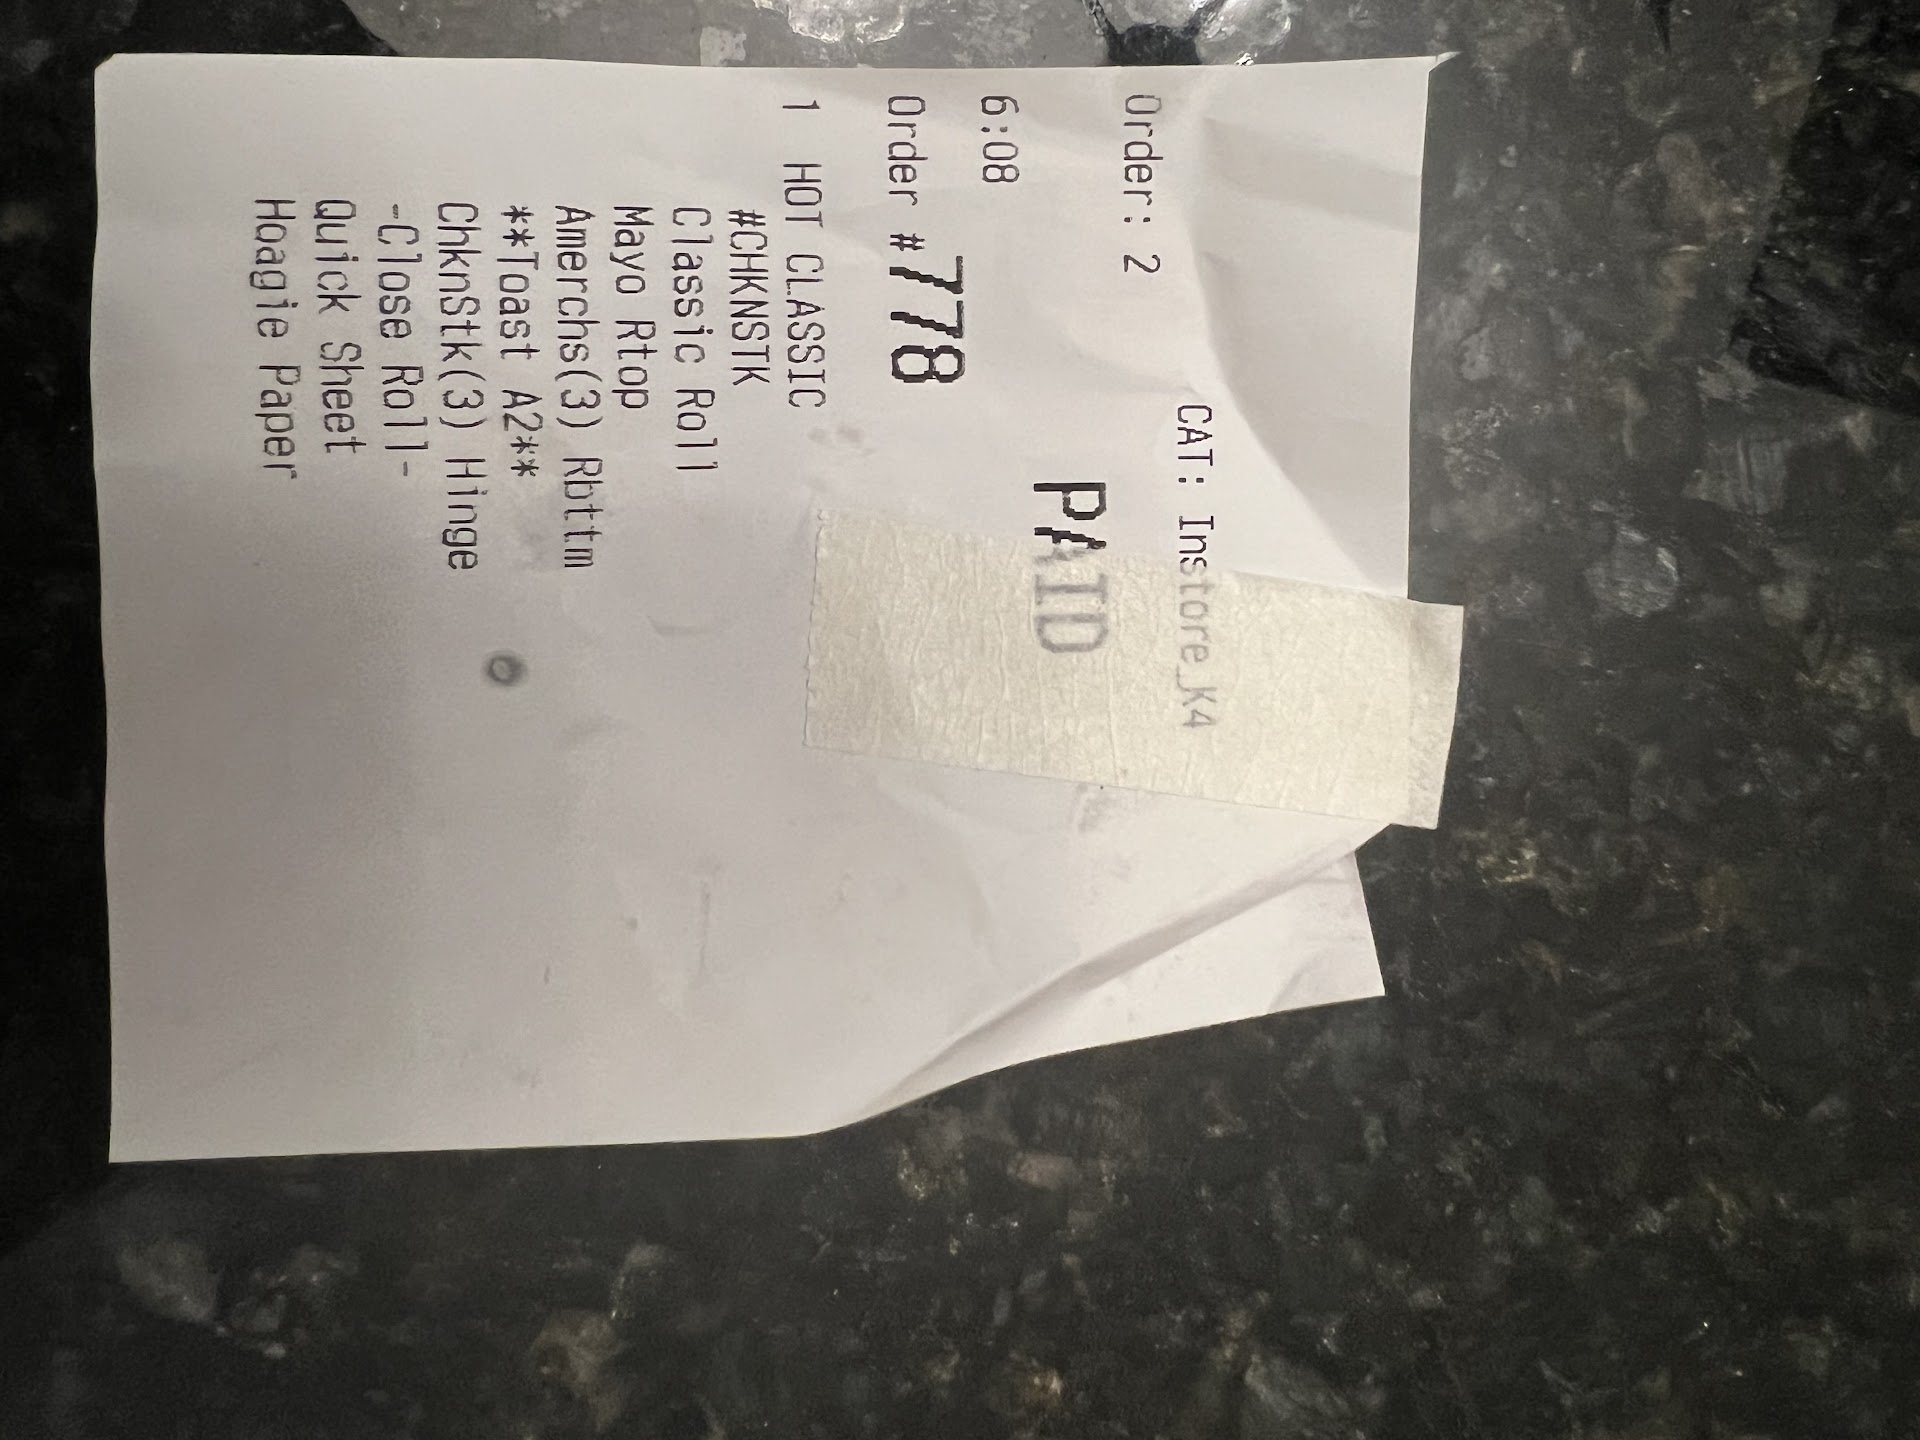 CAT: Instore_K4
Order: 2
PAID
6:08
Order #778
1 HOT CLASSIC
#CHKNSTK
Classic Roll
Mayo Rtop
Amerchs(3) Rbttm
**Toast A2**
ChknStk(3) Hinge
-Close Roll-
Quick Sheet
Hoagie Paper